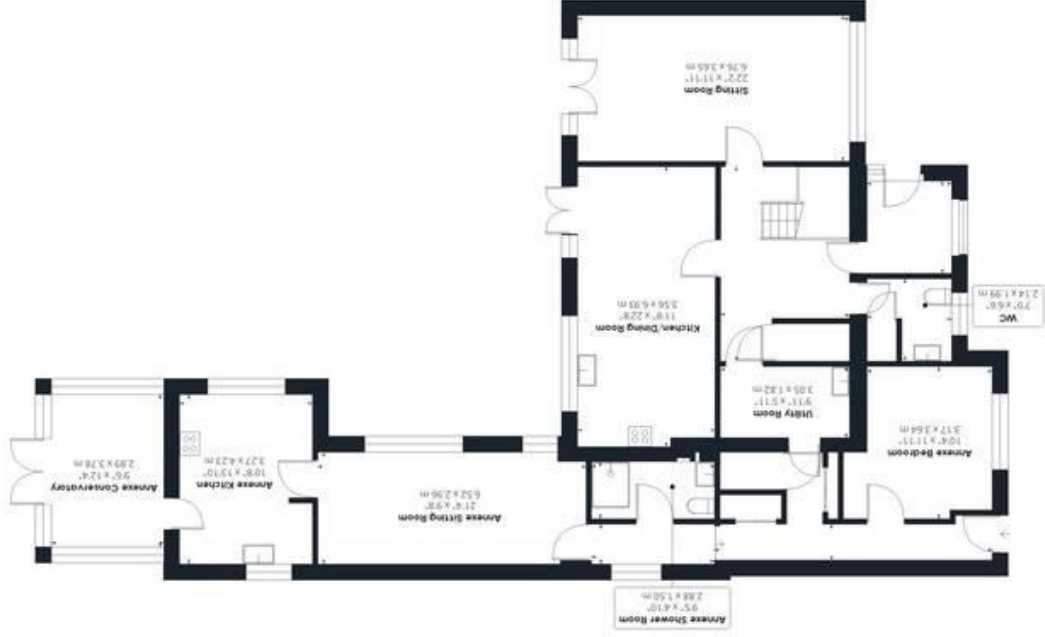 Annexe Shower Room
9'5" x 4'10"
2.88 x 1.50 m
Annexe Sitting Room
21'4" x 9'8"
6.52 x 2.96 m
Annexe Kitchen
10'8" x 13'10"
3.27 x 4.23 m
Annexe Conservatory
9'6" x 12'4"
2.89 x 3.78 m
Annexe Bedroom
10'4" x 11'11"
3.17 x 3.64 m
Utility Room
9'11" x 5'11"
3.05 x 1.82 m
Kitchen/Dining Room
11'8" x 22'8"
3.56 x 6.93 m
WC
7'0" x 6'6"
2.14 x 1.99 m
Sitting Room
22'2" x 11'11"
6.76 x 3.65 m